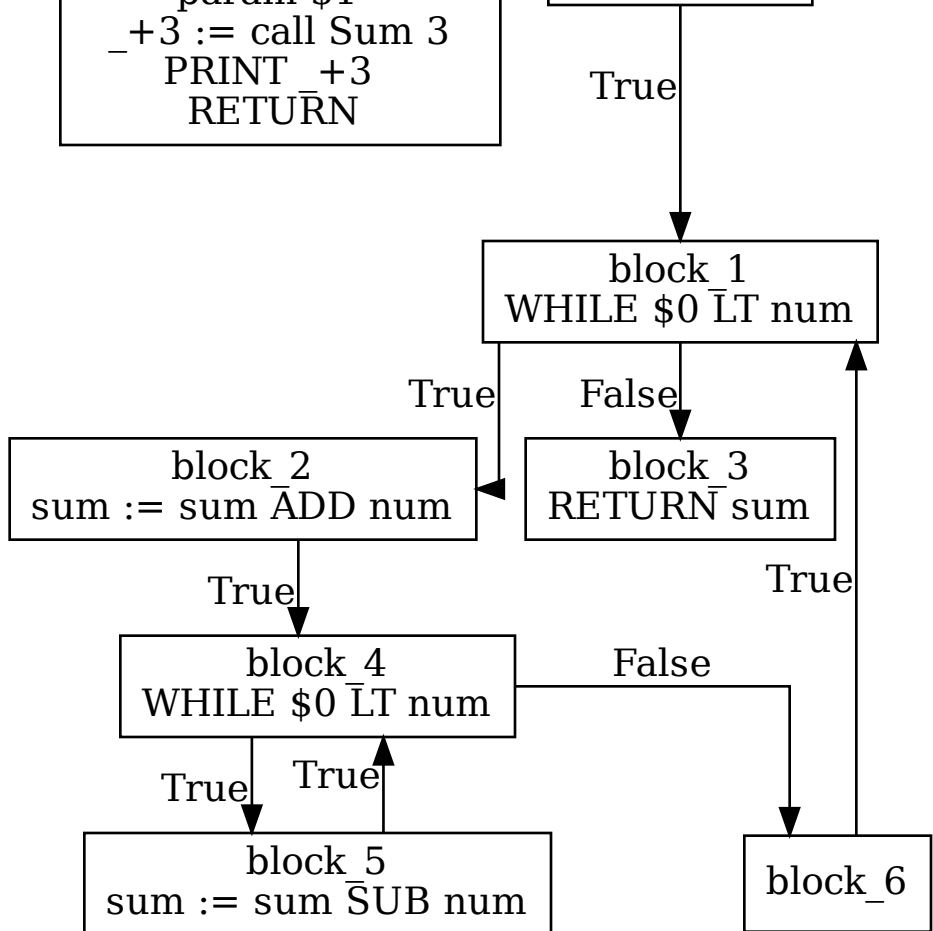 param $1
_+3 := call Sum 3
PRINT _+3
RETURN
True
block_1
WHILE $0 LT num
True
False
block_2
sum := sum ADD num
block_3
RETURN sum
True
True
block_4
WHILE $0 LT num
False
True
True
block_5
sum := sum SUB num
block_6